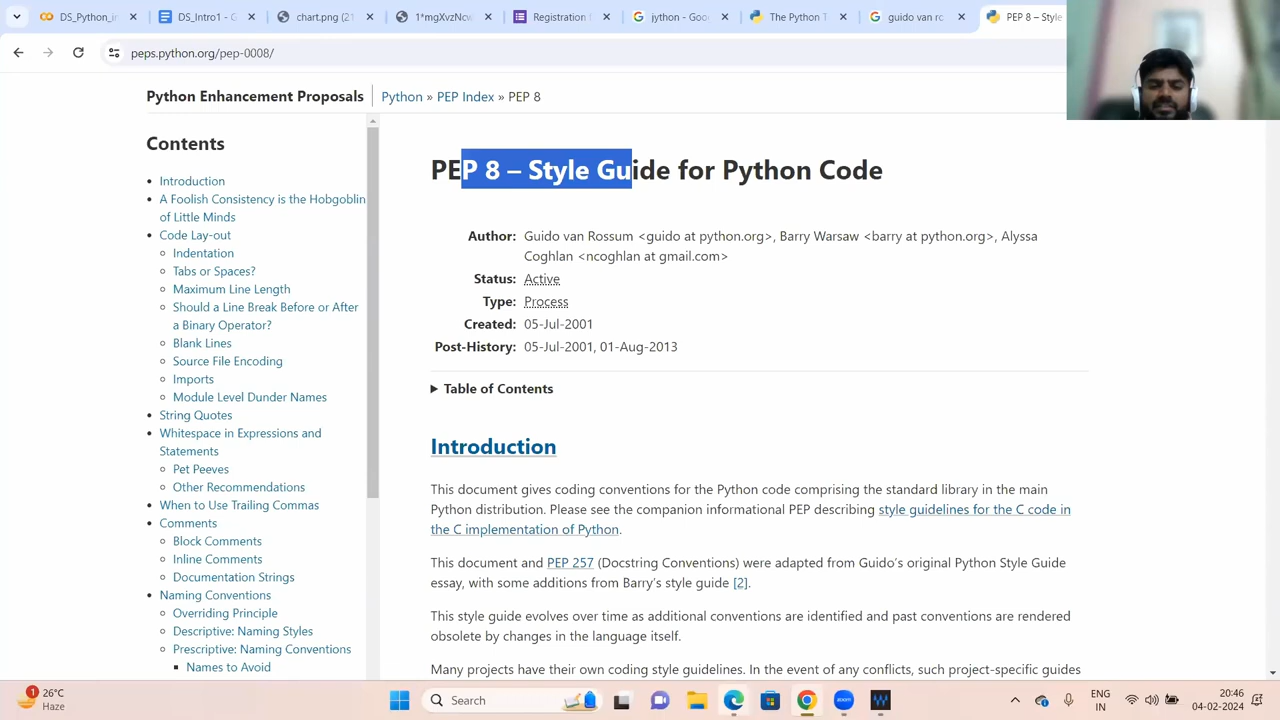 DS_Python_in
DS_Intro1 - G
chart.png (21
1*mgXvzNcw
Registration
jython - Goo
The Python T
guido van ro
PEP 8 – Style
peps.python.org/pep-0008/
Python Enhancement Proposals
Python » PEP Index » PEP 8
Contents
• Introduction
• A Foolish Consistency is the Hobgoblin
of Little Minds
• Code Lay-out
Indentation
Tabs or Spaces?
Maximum Line Length
Should a Line Break Before or After
a Binary Operator?
Blank Lines
Source File Encoding
Imports
Module Level Dunder Names
• String Quotes
• Whitespace in Expressions and
Statements
Pet Peeves
Other Recommendations
• When to Use Trailing Commas
• Comments
Block Comments
Inline Comments
Documentation Strings
• Naming Conventions
Overriding Principle
Descriptive: Naming Styles
Prescriptive: Naming Conventions
Names to Avoid
PEP 8 – Style Guide for Python Code
Author: Guido van Rossum <guido at python.org>, Barry Warsaw <barry at python.org>, Alyssa
Coghlan <ncoghlan at gmail.com>
Status: Active
Type: Process
Created: 05-Jul-2001
Post-History: 05-Jul-2001, 01-Aug-2013
Table of Contents
Introduction
This document gives coding conventions for the Python code comprising the standard library in the main
Python distribution. Please see the companion informational PEP describing style guidelines for the C code in
the C implementation of Python.
This document and PEP 257 (Docstring Conventions) were adapted from Guido’s original Python Style Guide
essay, with some additions from Barry’s style guide [2].
This style guide evolves over time as additional conventions are identified and past conventions are rendered
obsolete by changes in the language itself.
Many projects have their own coding style guidelines. In the event of any conflicts, such project-specific guides
1
26°C
Haze
Search
ENG
IN
20:46
04-02-2024